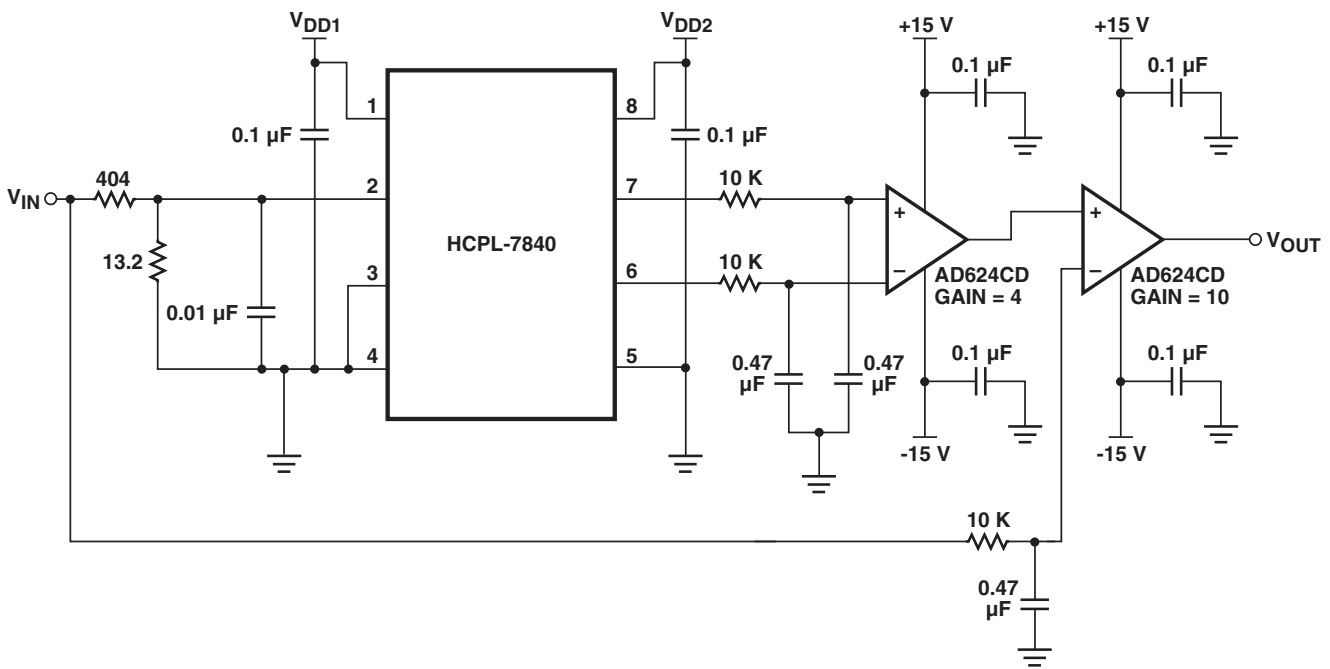 VDD1
VDD2
+15 V
+15 V
0.1 µF
0.1 µF
1
8
0.1 µF
0.1 µF
404
2
7
10 K
VIN
HCPL-7840
+
+
13.2
3
6
10 K
–
–
VOUT
AD624CD
GAIN = 4
AD624CD
GAIN = 10
0.01 µF
4
5
0.47
µF
0.47
µF
0.1 µF
0.1 µF
-15 V
-15 V
10 K
0.47
µF